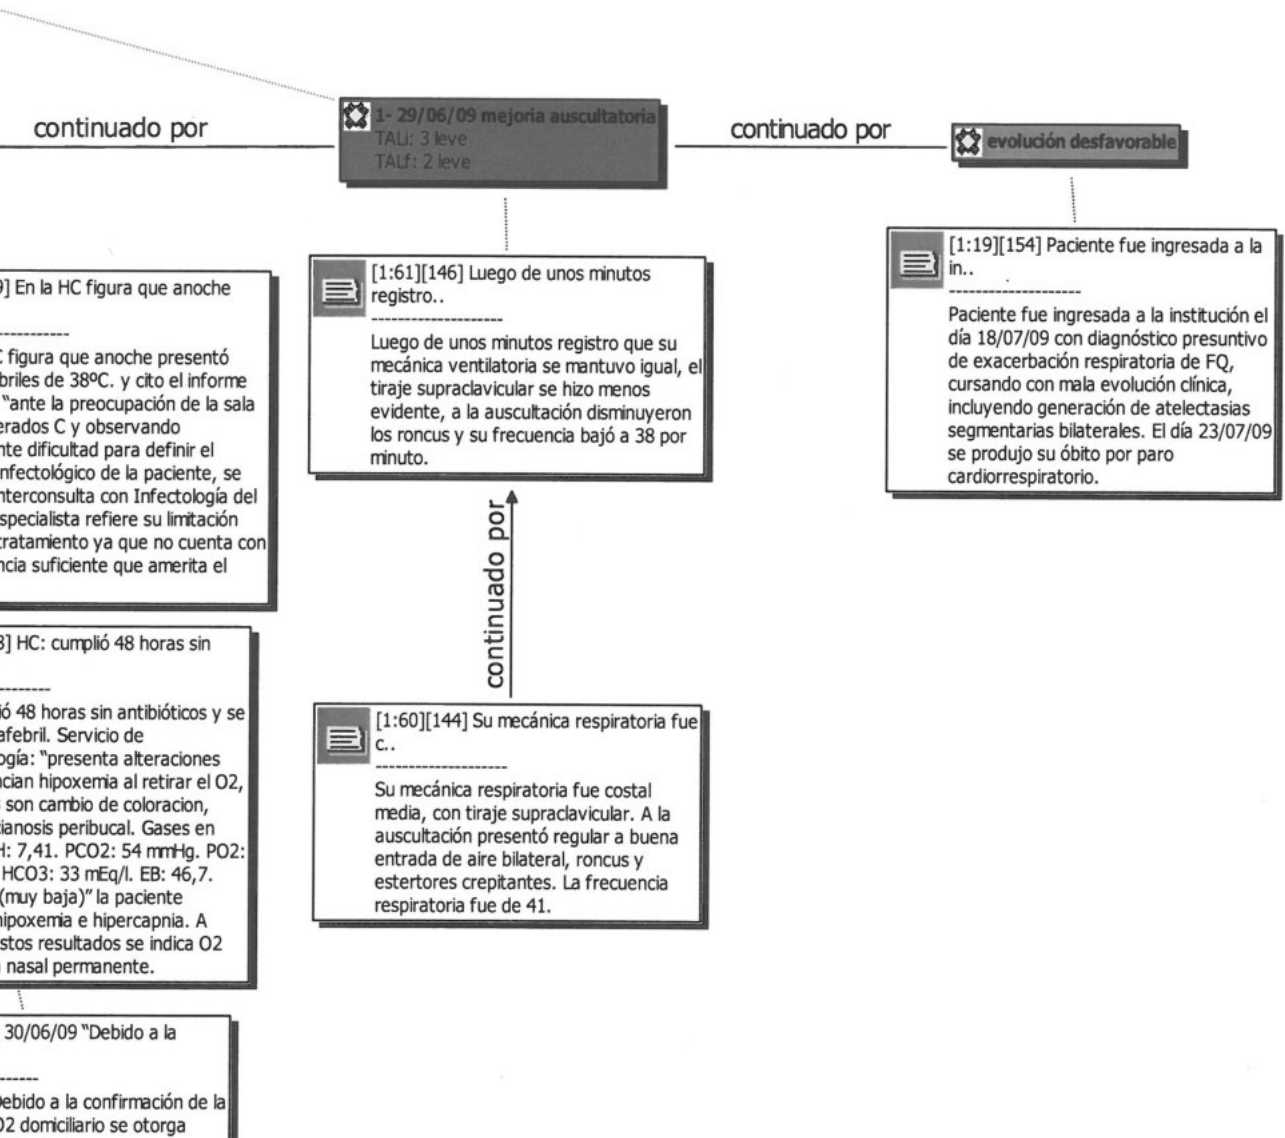 continuado por
1- 29/06/09 mejoria auscultatoria
TALi: 3 leve
TALf: 2 leve
continuado por
evolución desfavorable
[1:61][146] Luego de unos minutos
registro..
--------------------
Luego de unos minutos registro que su
mecánica ventilatoria se mantuvo igual, el
tiraje supraclavicular se hizo menos
evidente, a la auscultación disminuyeron
los roncus y su frecuencia bajó a 38 por
minuto.
[1:19][154] Paciente fue ingresada a la
in..
--------------------
Paciente fue ingresada a la institución el
día 18/07/09 con diagnóstico presuntivo
de exacerbación respiratoria de FQ,
cursando con mala evolución clínica,
incluyendo generación de atelectasias
segmentarias bilaterales. El día 23/07/09
se produjo su óbito por paro
cardiorrespiratorio.
continuado por
[1:60][144] Su mecánica respiratoria fue
c..
--------------------
Su mecánica respiratoria fue costal
media, con tiraje supraclavicular. A la
auscultación presentó regular a buena
entrada de aire bilateral, roncus y
estertores crepitantes. La frecuencia
respiratoria fue de 41.
9] En la HC figura que anoche
-----------
C figura que anoche presentó
briles de 38ºC. y cito el informe
"ante la preocupación de la sala
erados C y observando
nte dificultad para definir el
nfectológico de la paciente, se
nterconsulta con Infectología del
specialista refiere su limitación
tratamiento ya que no cuenta con
ncia suficiente que amerita el
8] HC: cumplió 48 horas sin
--------
ió 48 horas sin antibióticos y se
afebril. Servicio de
ogía: "presenta alteraciones
ncian hipoxemia al retirar el O2,
s son cambio de coloracion,
cianosis peribucal. Gases en
H: 7,41. PCO2: 54 mmHg. PO2:
HCO3: 33 mEq/l. EB: 46,7.
(muy baja)" la paciente
hipoxemia e hipercapnia. A
stos resultados se indica O2
a nasal permanente.
30/06/09 "Debido a la
------
Debido a la confirmación de la
O2 domiciliario se otorga